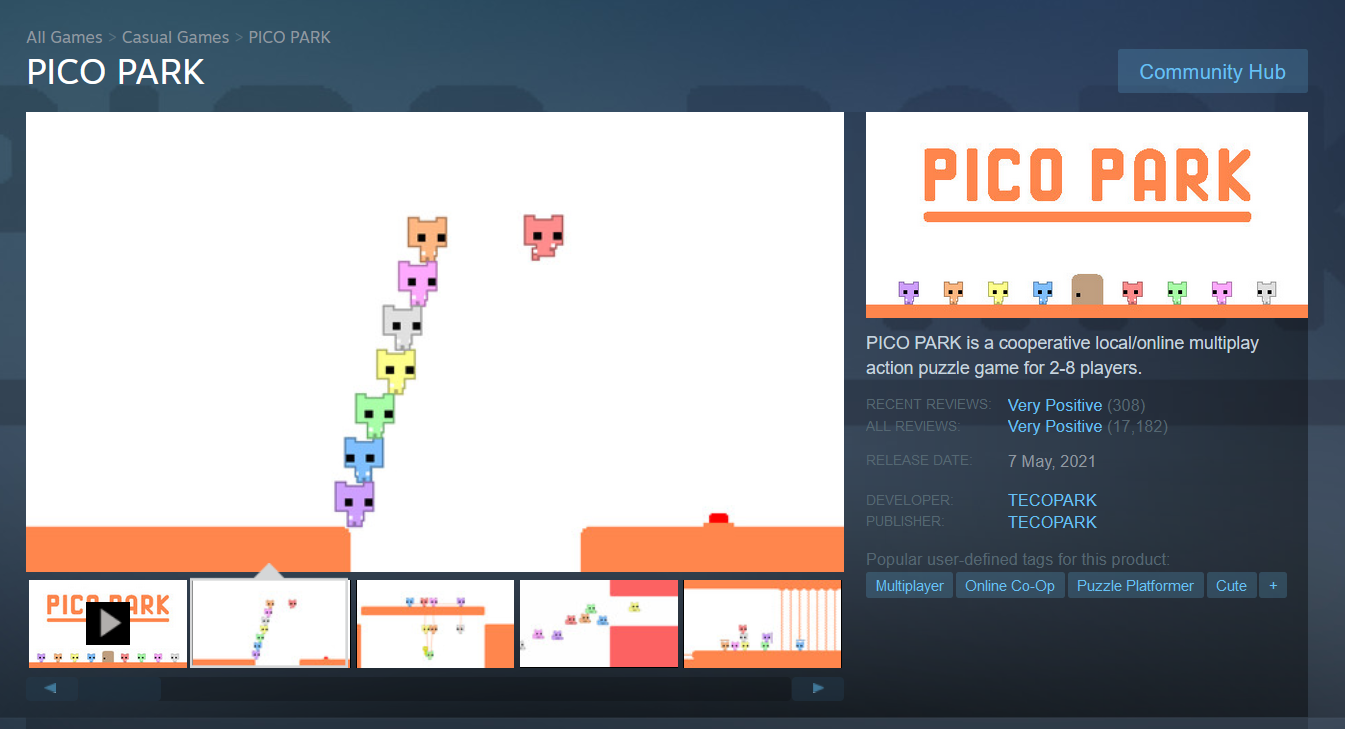 All Games > Casual Games > PICO PARK
PICO PARK
Community Hub
PICO PARK
PICO PARK is a cooperative local/online multiplay
action puzzle game for 2-8 players.
RECENT REVIEWS: Very Positive (308)
ALL REVIEWS: Very Positive (17,182)
RELEASE DATE: 7 May, 2021
DEVELOPER: TECOPARK
PUBLISHER: TECOPARK
Popular user-defined tags for this product:
Multiplayer Online Co-Op Puzzle Platformer Cute +
PICO PARK